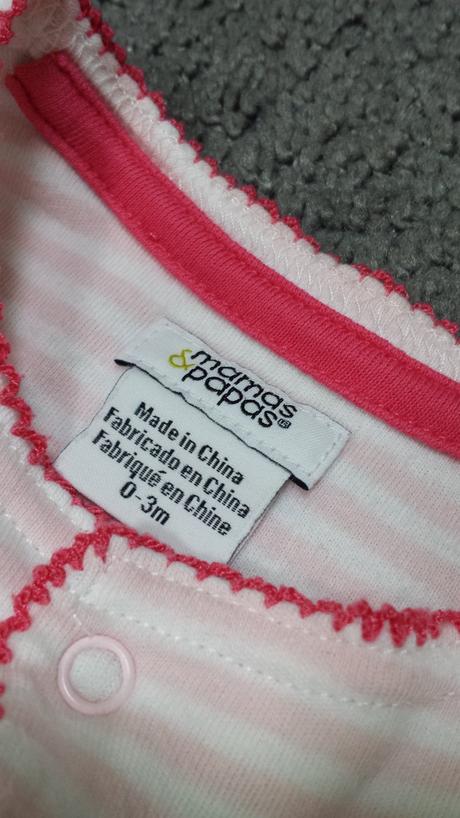 mamas
& papas®
Made in China
Fabricado en China
Fabriqué en Chine
0-3m